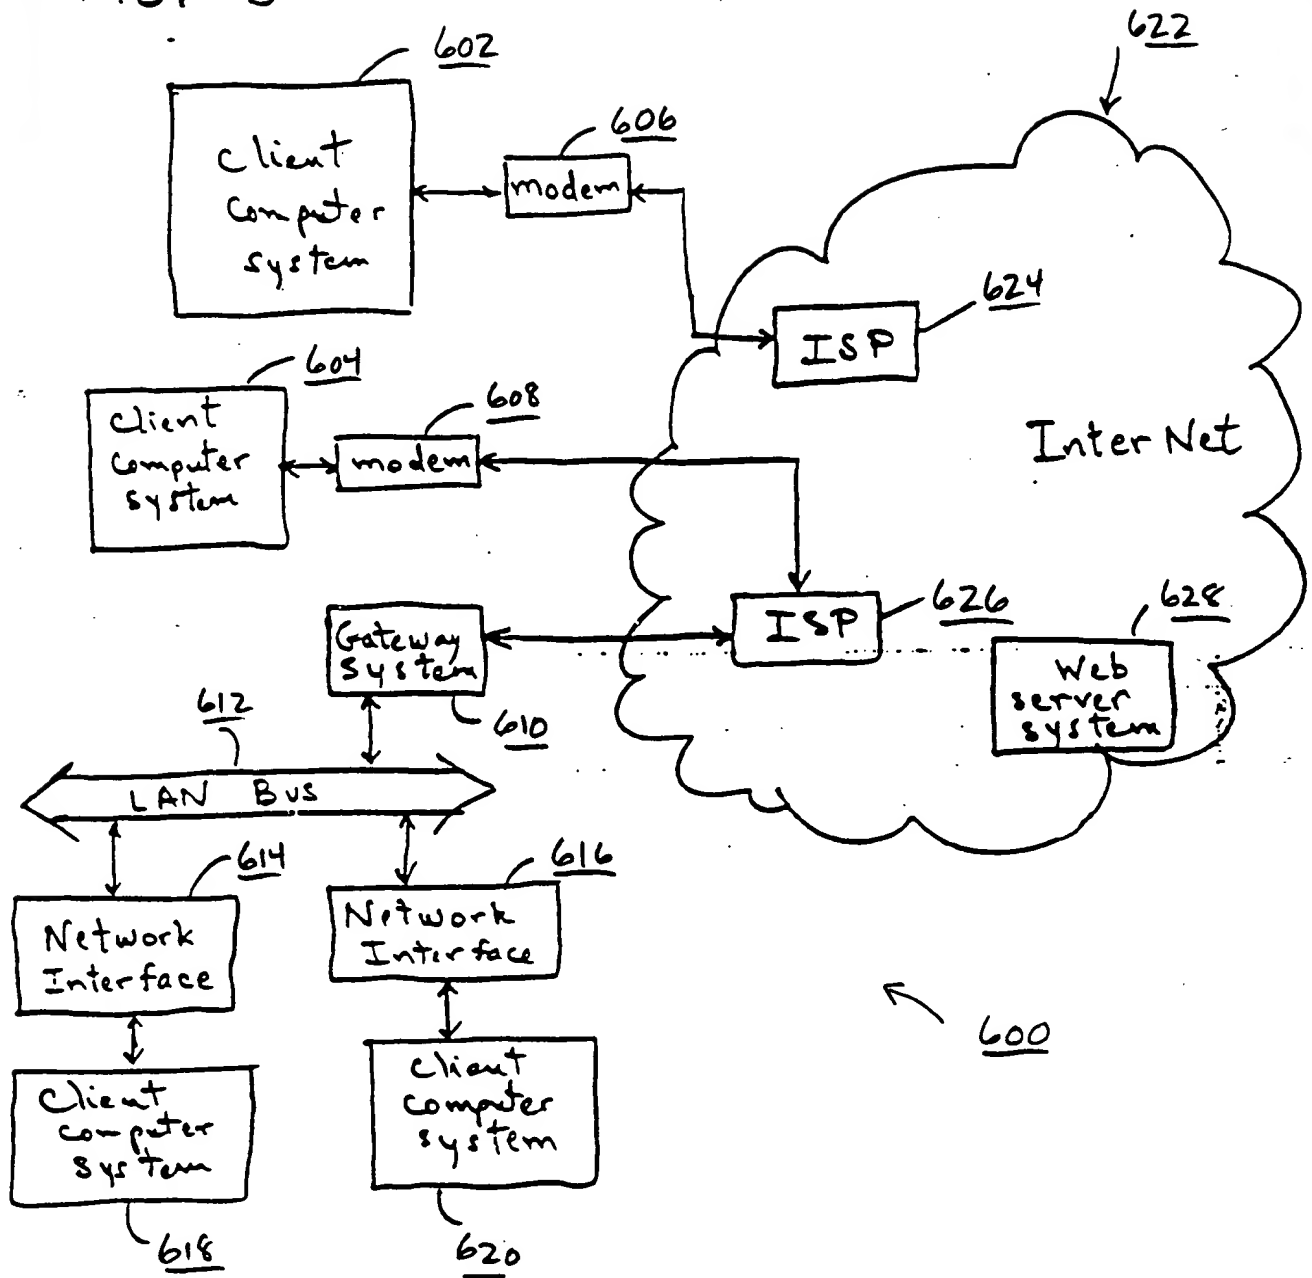 602
622
Client
Computer
system
606
modem
624
ISP
604
Client
computer
system
608
modem
InterNet
ISP
626
628
Web
server
system
Gateway
system
610
612
LAN Bus
614
Network
Interface
616
Network
Interface
600
Client
computer
system
618
Client
computer
system
620